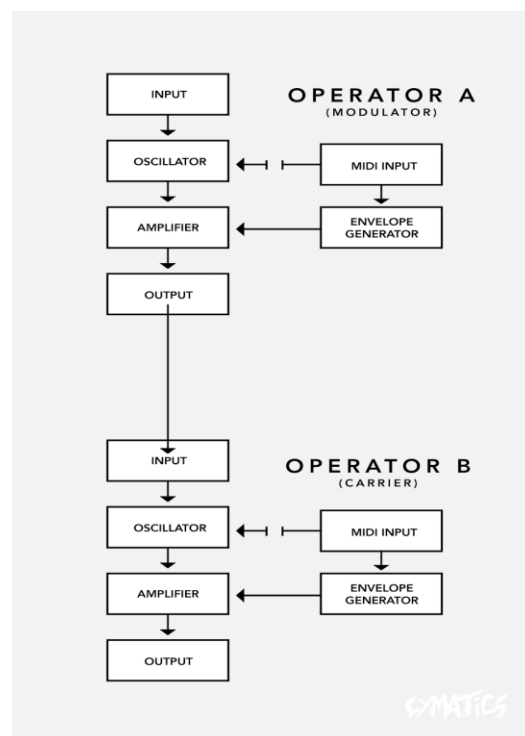 INPUT
OPERATOR A
(MODULATOR)
OSCILLATOR
MIDI INPUT
AMPLIFIER
ENVELOPE
GENERATOR
OUTPUT
INPUT
OPERATOR B
(CARRIER)
OSCILLATOR
MIDI INPUT
AMPLIFIER
ENVELOPE
GENERATOR
OUTPUT
CYMATICS